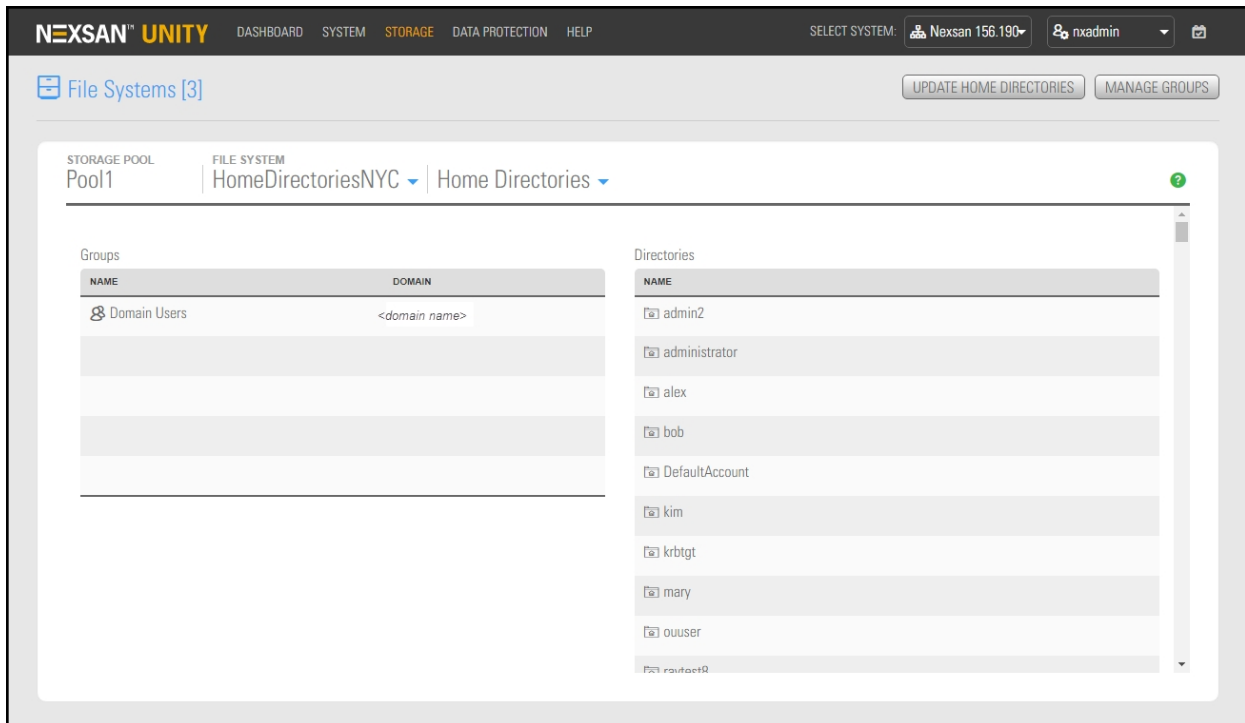 NEXSAN™ UNITY DASHBOARD SYSTEM STORAGE DATA PROTECTION HELP SELECT SYSTEM: Nexsan 156.190 nxadmin
File Systems [3] UPDATE HOME DIRECTORIES MANAGE GROUPS
STORAGE POOL FILE SYSTEM
Pool1 HomeDirectoriesNYC Home Directories ?
Groups Directories
NAME DOMAIN NAME
Domain Users <domain name> admin2
administrator
alex
bob
DefaultAccount
kim
krbtgt
mary
ouuser
raytest8